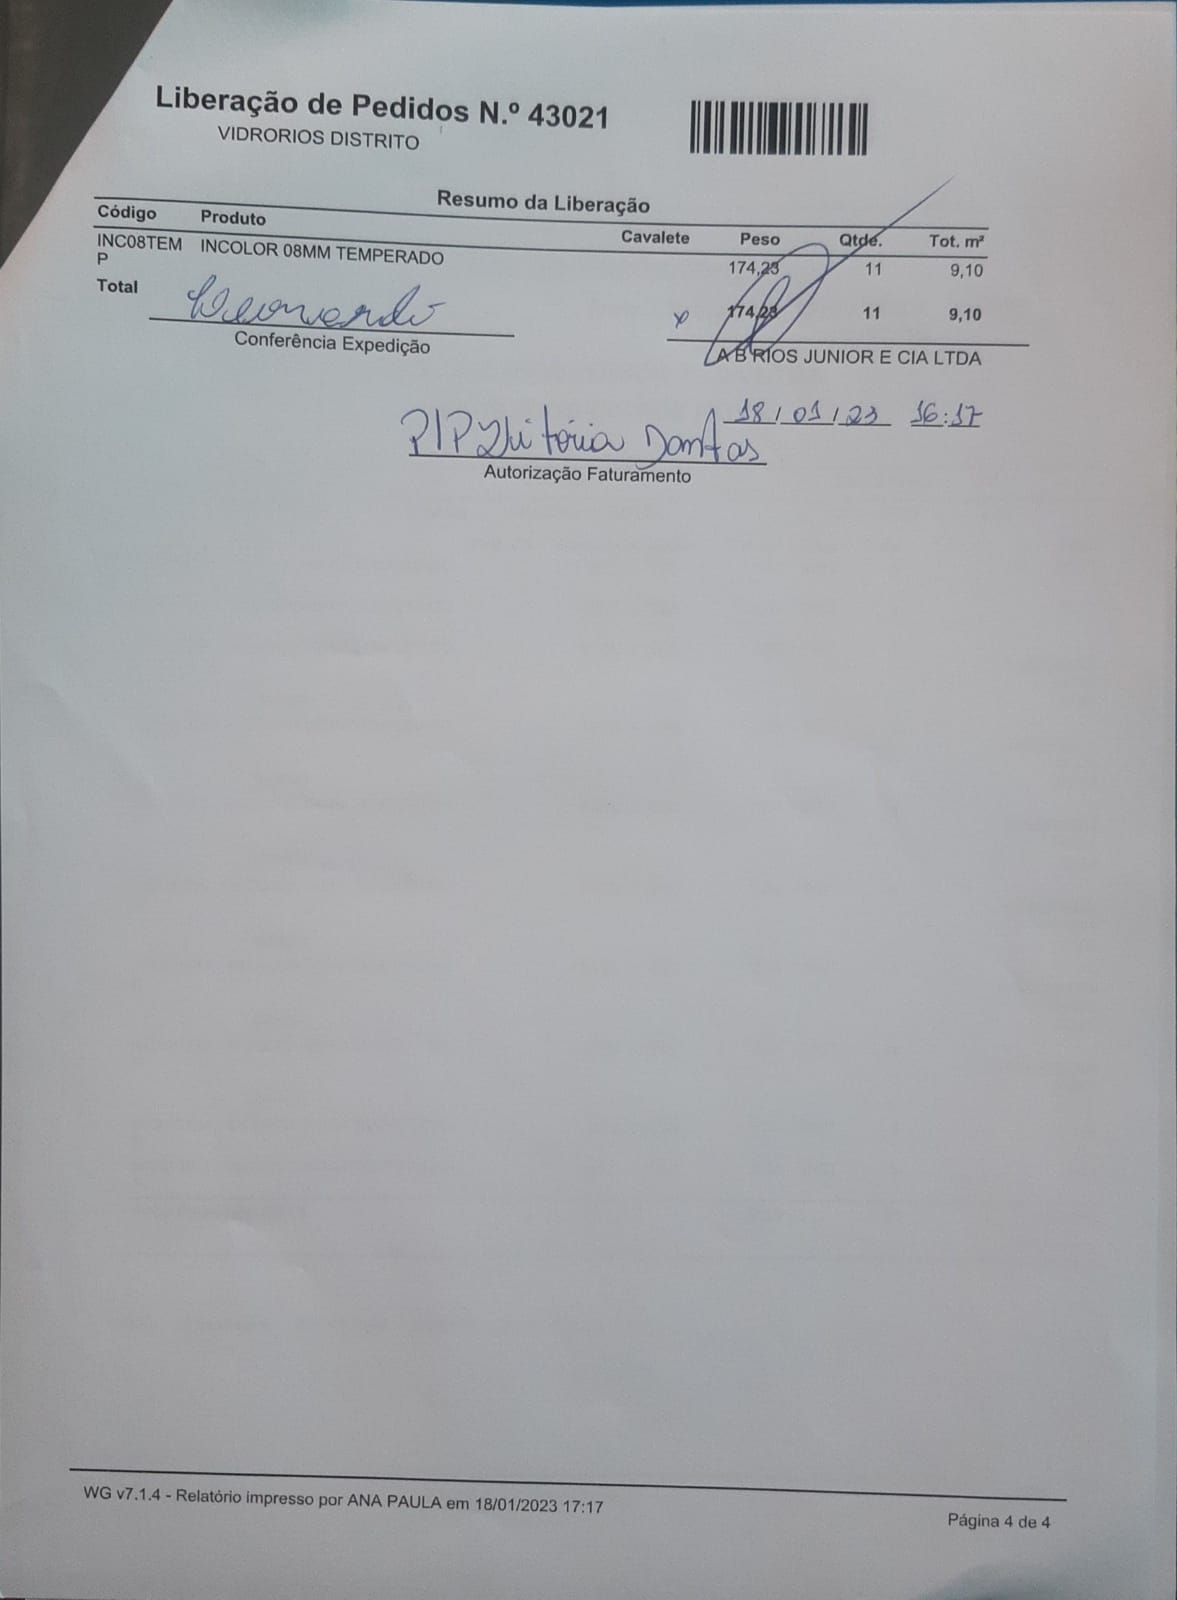 Liberação de Pedidos N.º 43021
VIDRORIOS DISTRITO
Resumo da Liberação
Código Produto Cavalete Peso Qtde. Tot. m²
INC08TEM INCOLOR 08MM TEMPERADO 174,23 11 9,10
P
Total 174,23 11 9,10
Conferência Expedição
A B RIOS JUNIOR E CIA LTDA
18/01/23 16:17
Vitória Dantas
Autorização Faturamento
WG v7.1.4 - Relatório impresso por ANA PAULA em 18/01/2023 17:17
Página 4 de 4